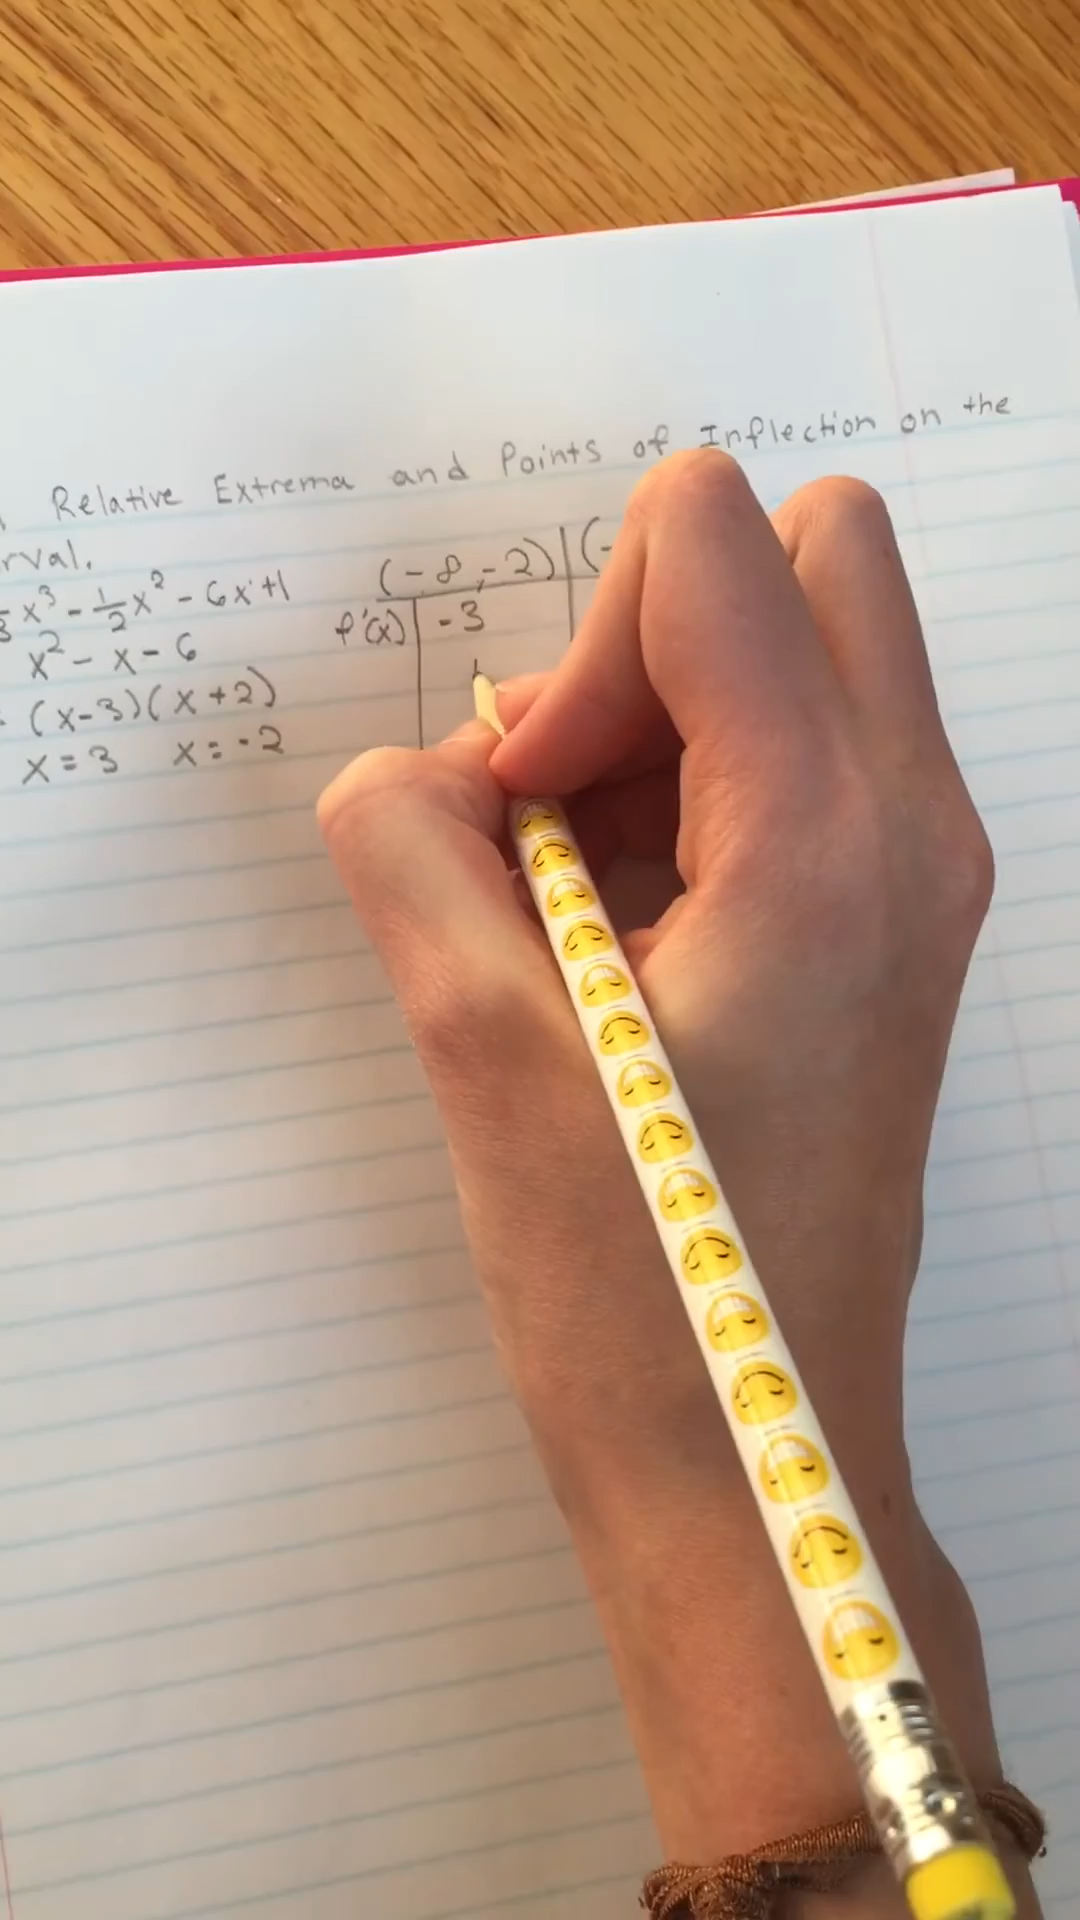 Relative Extrema and Points of Inflection on the
rval.
x³ - 1/2x² - 6x+1
x² - x - 6
(x-3)(x+2)
x = 3 x = -2
(-8,-2)
f'(x) -3